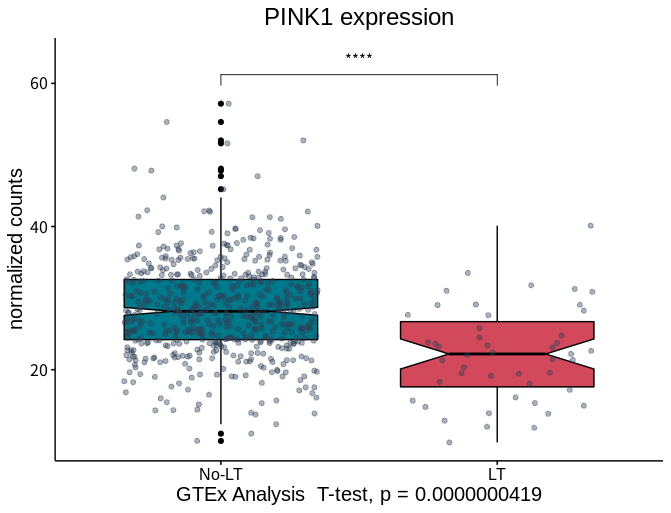 PINK1 expression
****
60
40
20
normalized counts
No-LT
LT
GTEx Analysis  T-test, p = 0.0000000419